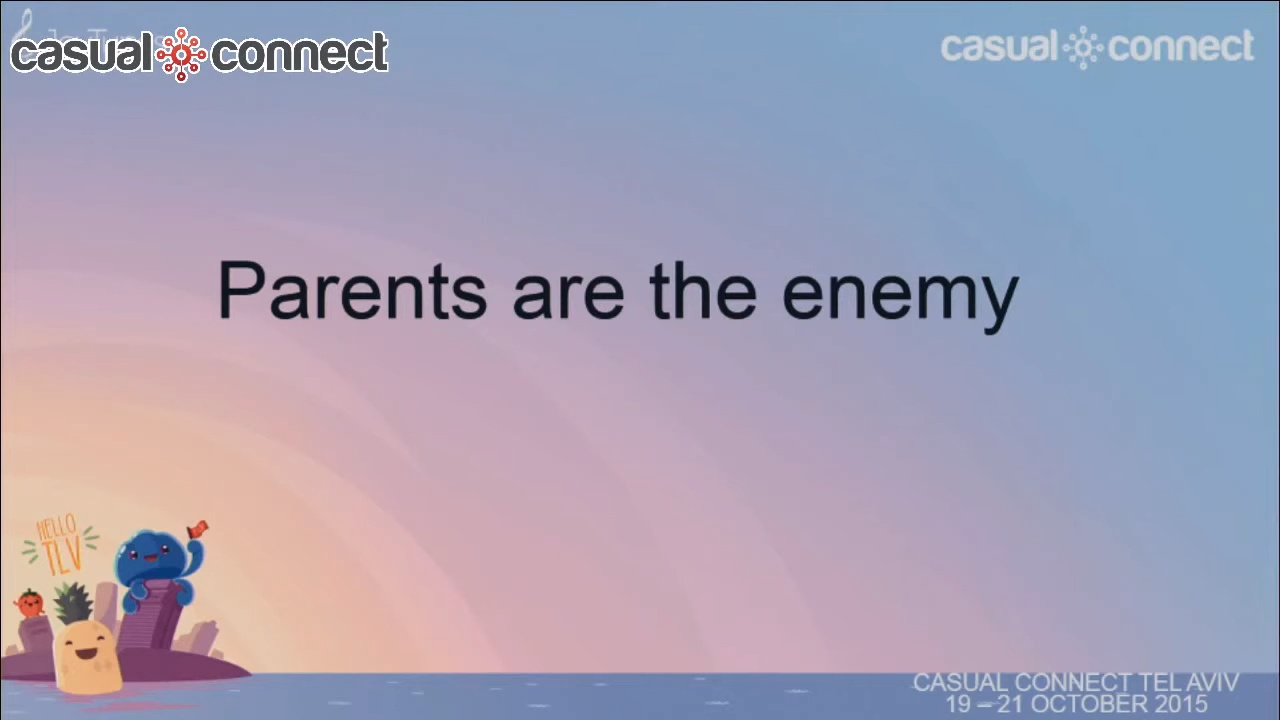 casual connect
casual connect
Parents are the enemy
HELLO
TLV
CASUAL CONNECT TEL AVIV
19 – 21 OCTOBER 2015